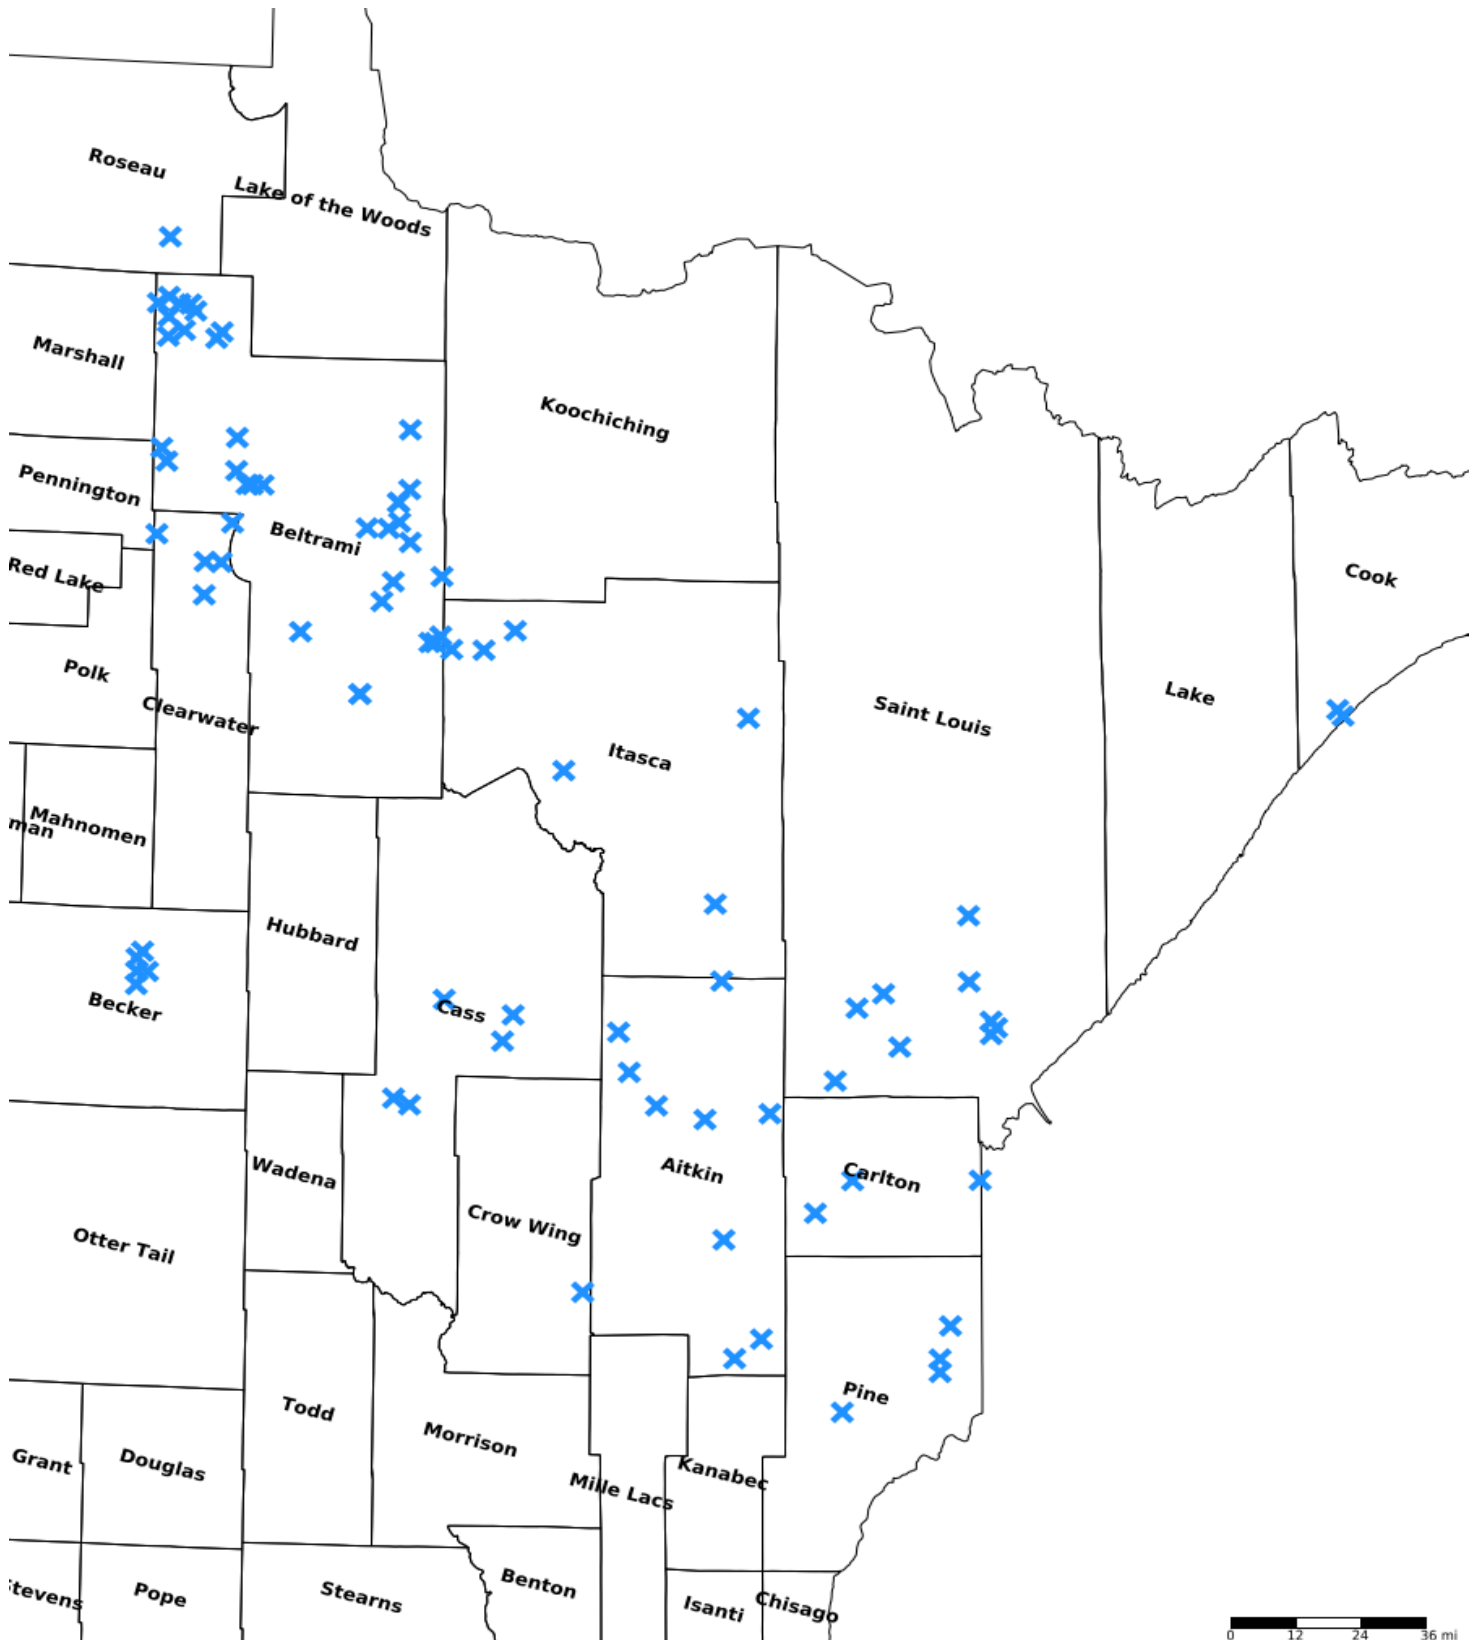 Roseau
Lake of the Woods
Marshall
Koochiching
Pennington
Beltrami
Red Lake
Cook
Polk
Clearwater
Saint Louis
Lake
Itasca
Mahnomen
man
Hubbard
Becker
Cass
Wadena
Aitkin
Carlton
Crow Wing
Otter Tail
Pine
Todd
Morrison
Grant
Douglas
Mille Lacs
Kanabec
tevens
Pope
Stearns
Benton
Isanti
Chisago
0 12 24 36 mi